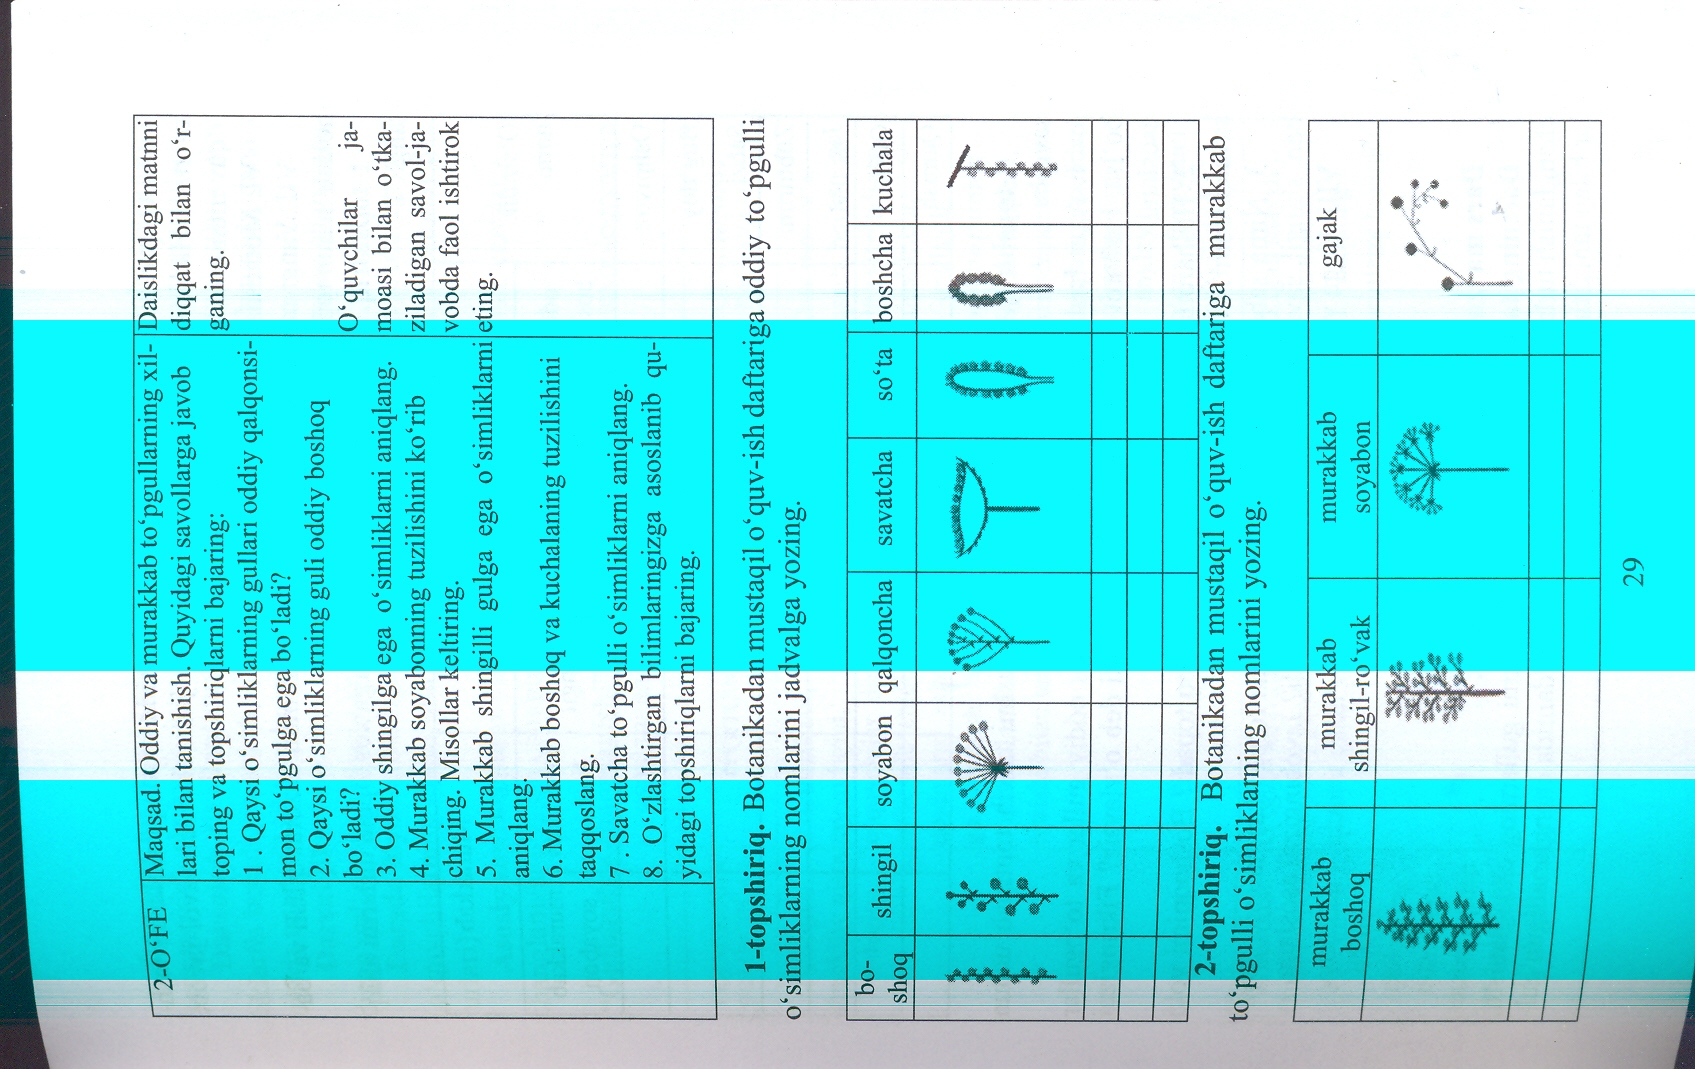 2-O‘FE
Maqsad. Oddiy va murakkab to‘pgullarning xil-
lari bilan tanishish. Quyidagi savollarga javob
toping va topshiriqlarni bajaring:
1 . Qaysi o‘simliklarning gullari oddiy qalqonsi-
mon to‘pgulga ega bo‘ladi?
2. Qaysi o‘simliklarning guli oddiy boshoq
bo‘ladi?
3. Oddiy shingilga ega o‘simliklarni aniqlang.
4. Murakkab soyabonning tuzilishini ko‘rib
chiqing. Misollar keltiring.
5. Murakkab shingilli gulga ega o‘simliklarni
aniqlang.
6. Murakkab boshoq va kuchalaning tuzilishini
taqqoslang.
7 . Savatcha to‘pgulli o‘simliklarni aniqlang.
8. O‘zlashtirgan bilimlaringizga asoslanib qu-
yidagi topshriqlarni bajaring.
Daislikdagi matnni
diqqat bilan o‘r-
ganing.
O‘quvchilar ja-
moasi bilan o‘tka-
ziladigan savol-ja-
vobda faol ishtirok
eting.
1-topshiriq. Botanikadan mustaqil o‘quv-ish daftariga oddiy to‘pgulli
o‘simliklarning nomlarini jadvalga yozing.
bo-
shoq
shingil
soyabon
qalqoncha
savatcha
so‘ta
boshcha
kuchala
2-topshiriq. Botanikadan mustaqil o‘quv-ish daftariga murakkab
to‘pgulli o‘simliklarning nomlarini yozing.
murakkab
boshoq
murakkab
shingil-ro‘vak
murakkab
soyabon
gajak
29